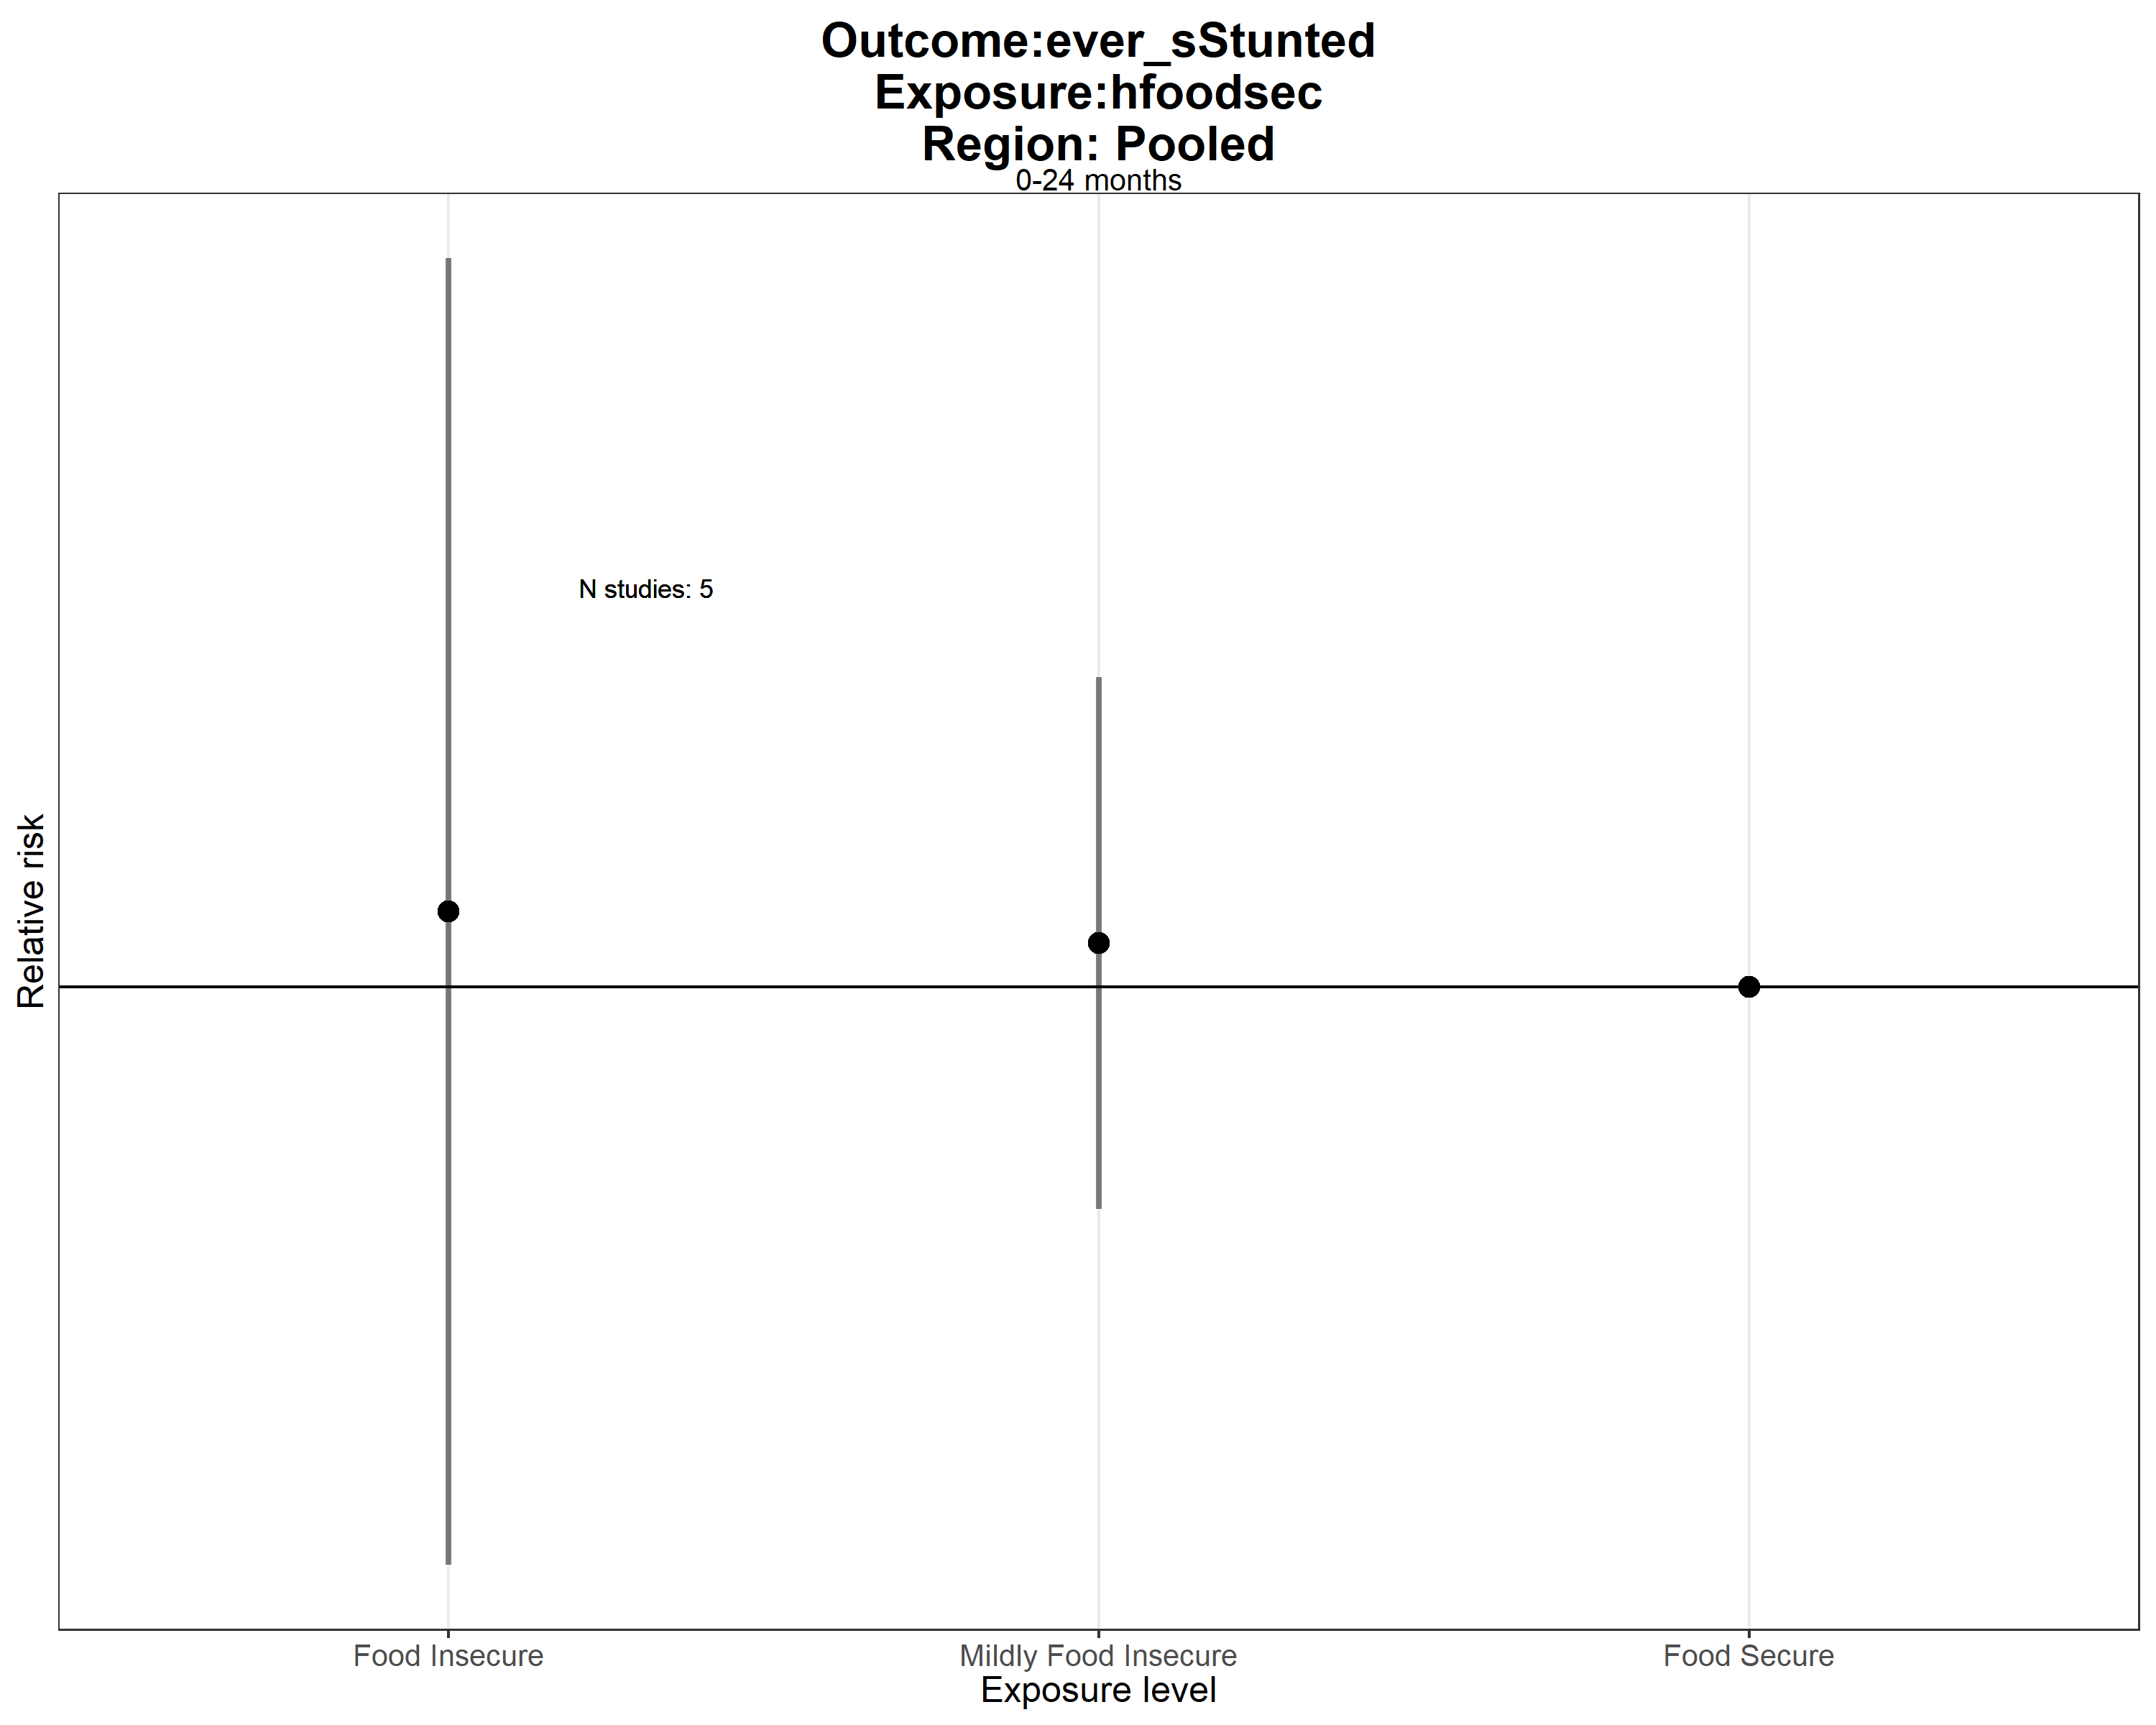 Outcome:ever_sStunted
Exposure:hfoodsec
Region: Pooled
0-24 months
N studies: 5
Relative risk
Food Insecure
Mildly Food Insecure
Food Secure
Exposure level